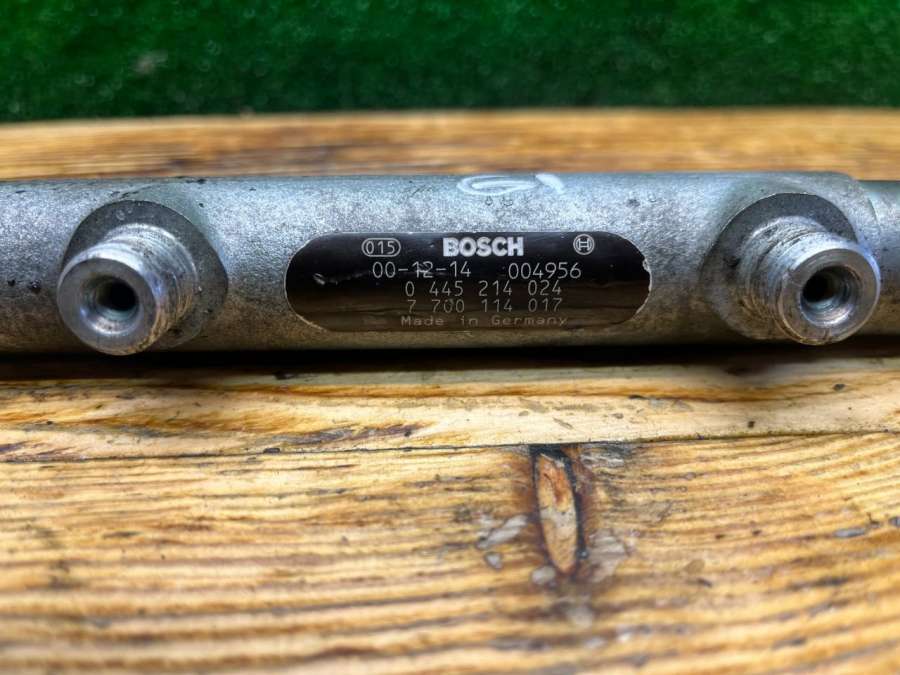 015 BOSCH
00-12-14 004956
0 445 214 024
7 700 114 017
Made in Germany